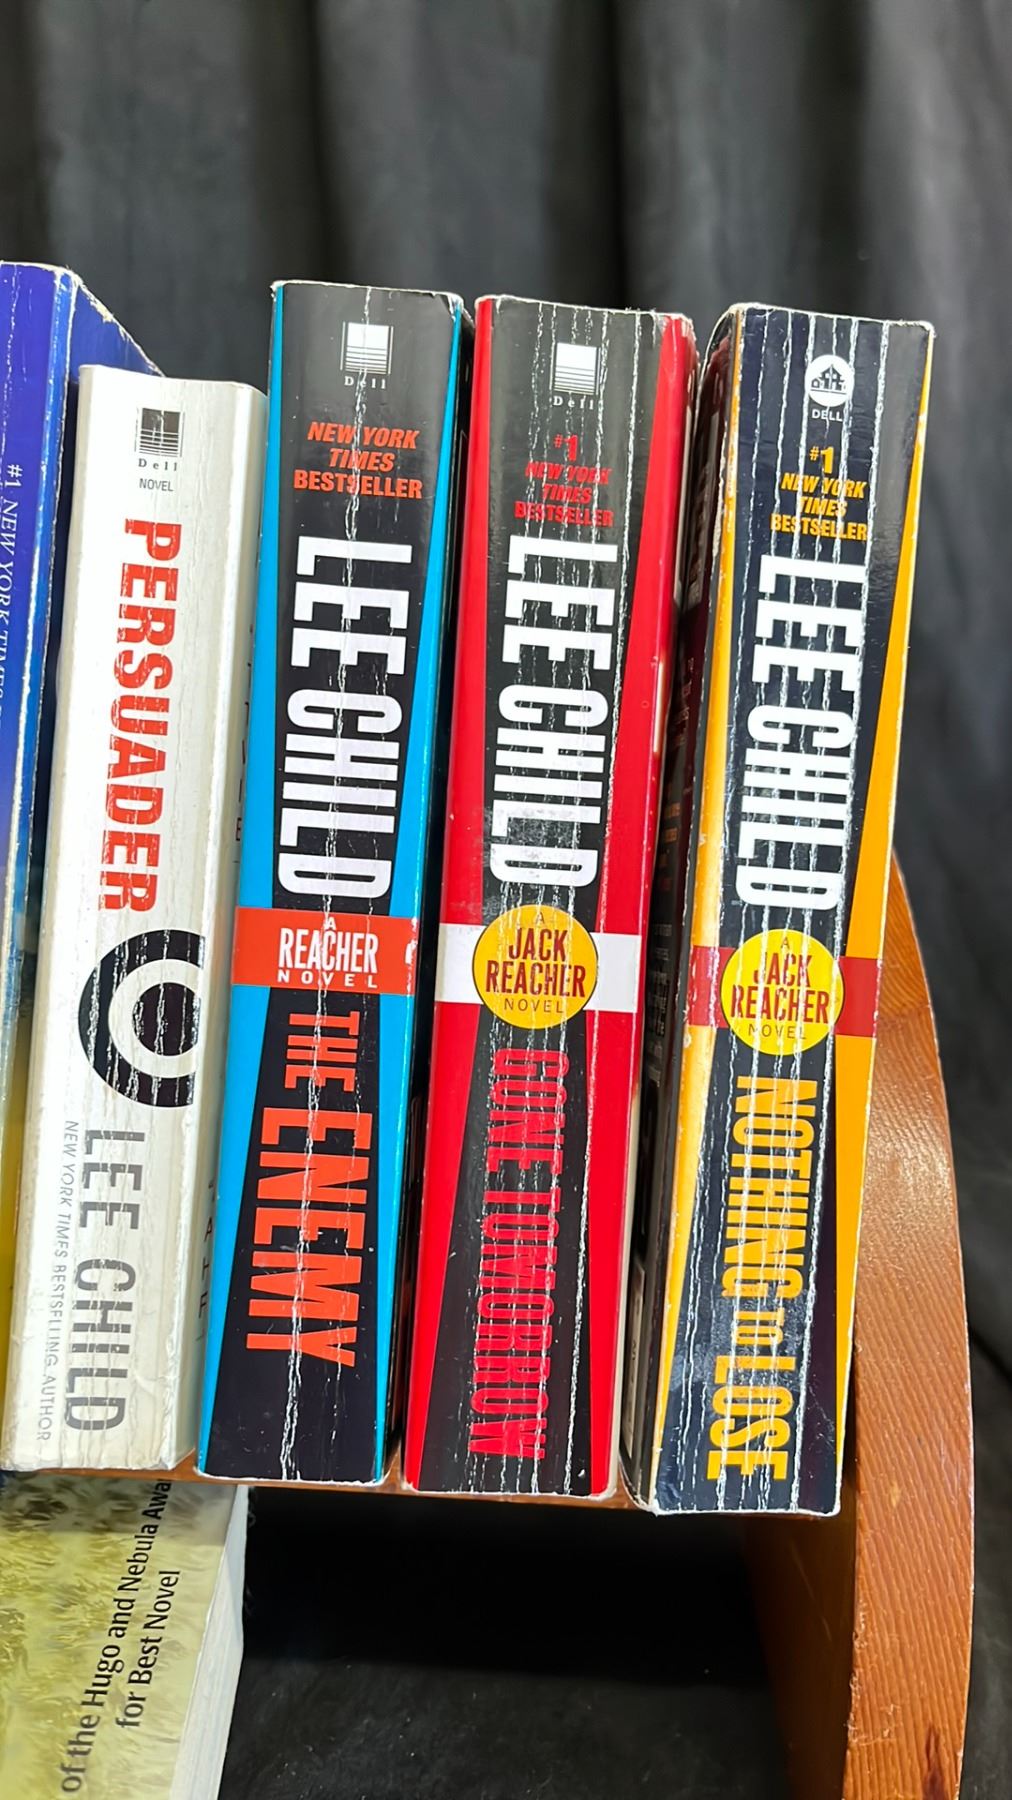 #1 NEW YORK TIMES
Dell
NOVEL
PERSUADER
LEE CHILD
NEW YORK TIMES BESTSELLING AUTHOR
Dell
NEW YORK
TIMES
BESTSELLER
LEE CHILD
A
REACHER
NOVEL
THE ENEMY
Dell
#1
NEW YORK
TIMES
BESTSELLER
LEE CHILD
A
JACK
REACHER
NOVEL
GONE TOMORROW
DELL
#1
NEW YORK
TIMES
BESTSELLER
LEE CHILD
A
JACK
REACHER
NOVEL
NOTHING TO LOSE
of the Hugo and Nebula Awa
for Best Novel